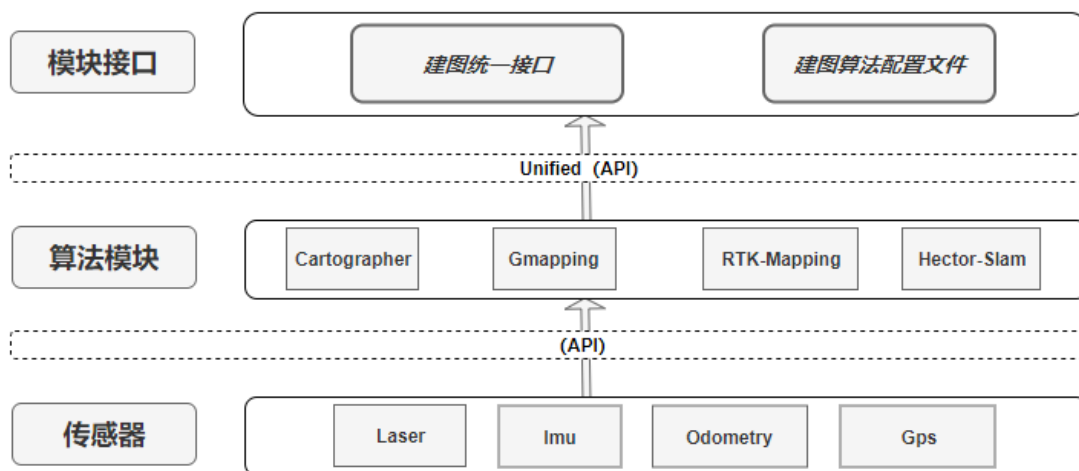 模块接口
建图统一接口
建图算法配置文件
Unified (API)
算法模块
Cartographer
Gmapping
RTK-Mapping
Hector-Slam
(API)
传感器
Laser
Imu
Odometry
Gps